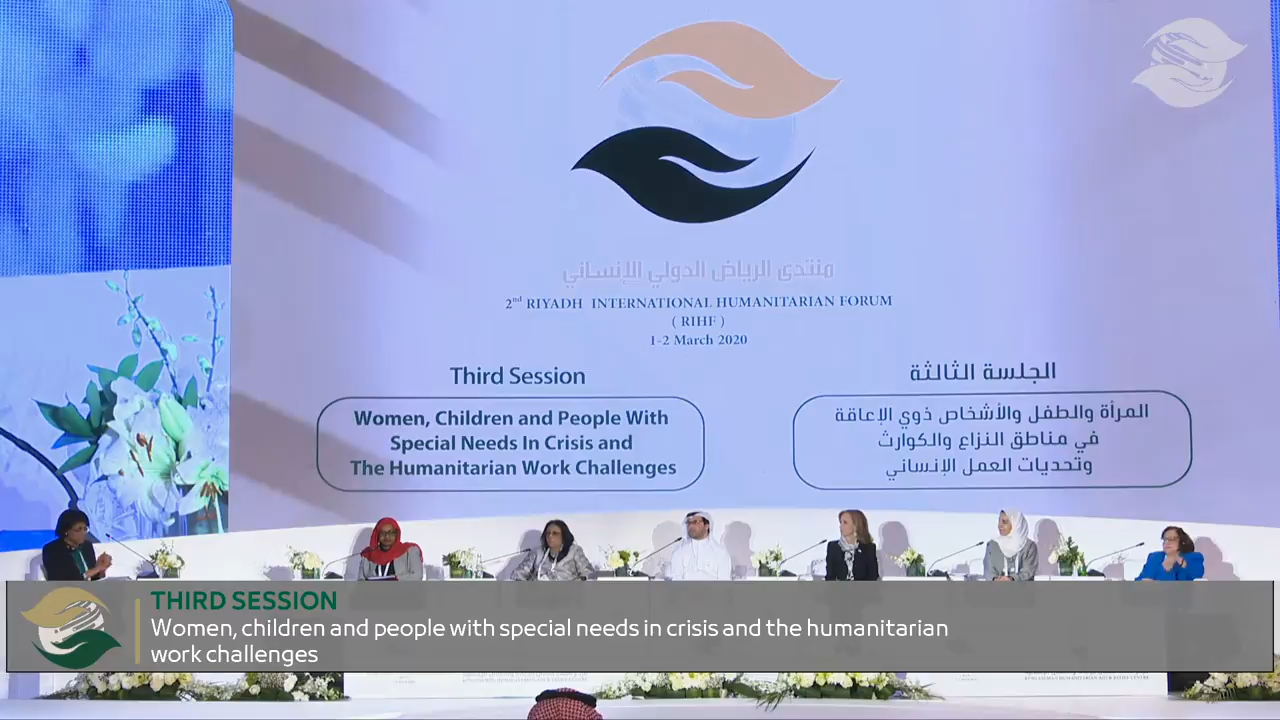 منتدى الرياض الدولي الإنساني
2nd RIYADH INTERNATIONAL HUMANITARIAN FORUM
( RIHF )
1-2 March 2020
Third Session
Women, Children and People With
Special Needs In Crisis and
The Humanitarian Work Challenges
الجلسة الثالثة
المرأة والطفل والأشخاص ذوي الإعاقة
في مناطق النزاع والكوارث
وتحديات العمل الإنساني
THIRD SESSION
Women, children and people with special needs in crisis and the humanitarian
work challenges